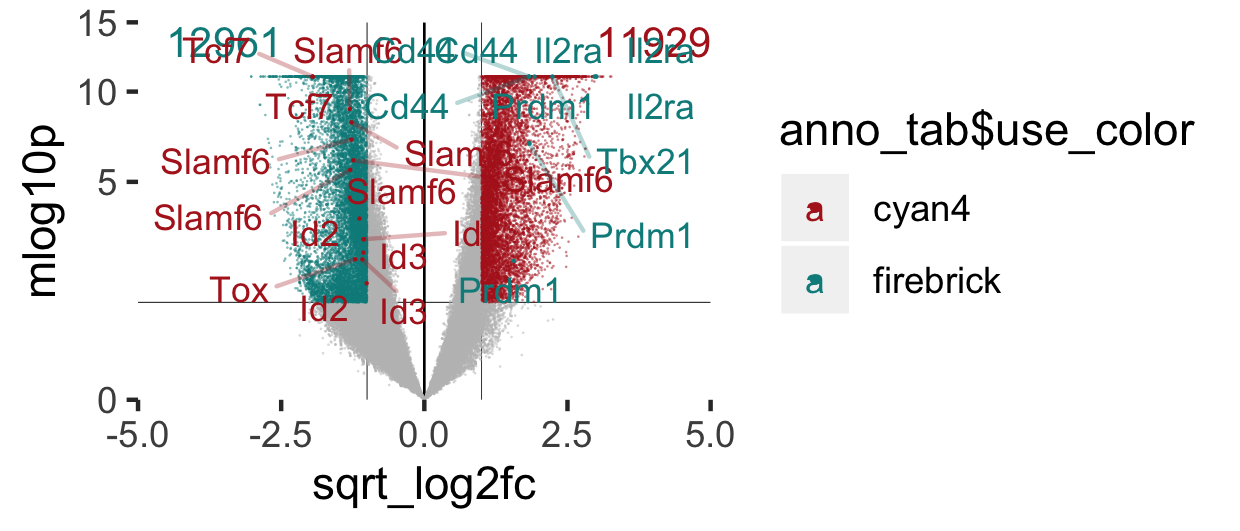 15
12961
Tcf7
Slamf6
Cd44
Cd44
Il2ra
11929
Il2ra
10
Tcf7
Cd44
Prdm1
Il2ra
Slamf6
Slamf6
Tbx21
5
Slamf6
Slamf6
Slamf6
Id2
Id3
Prdm1
Tox
Prdm1
Id2
Id3
0
-5.0
-2.5
0.0
2.5
5.0
sqrt_log2fc
mlog10p
anno_tab$use_color
a
cyan4
a
firebrick